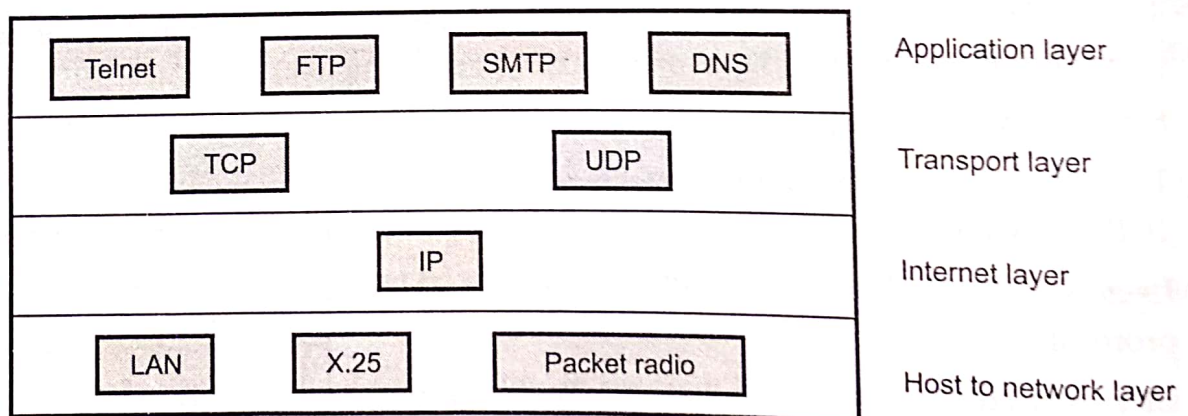 Telnet FTP SMTP DNS Application layer
TCP UDP Transport layer
IP Internet layer
LAN X.25 Packet radio Host to network layer